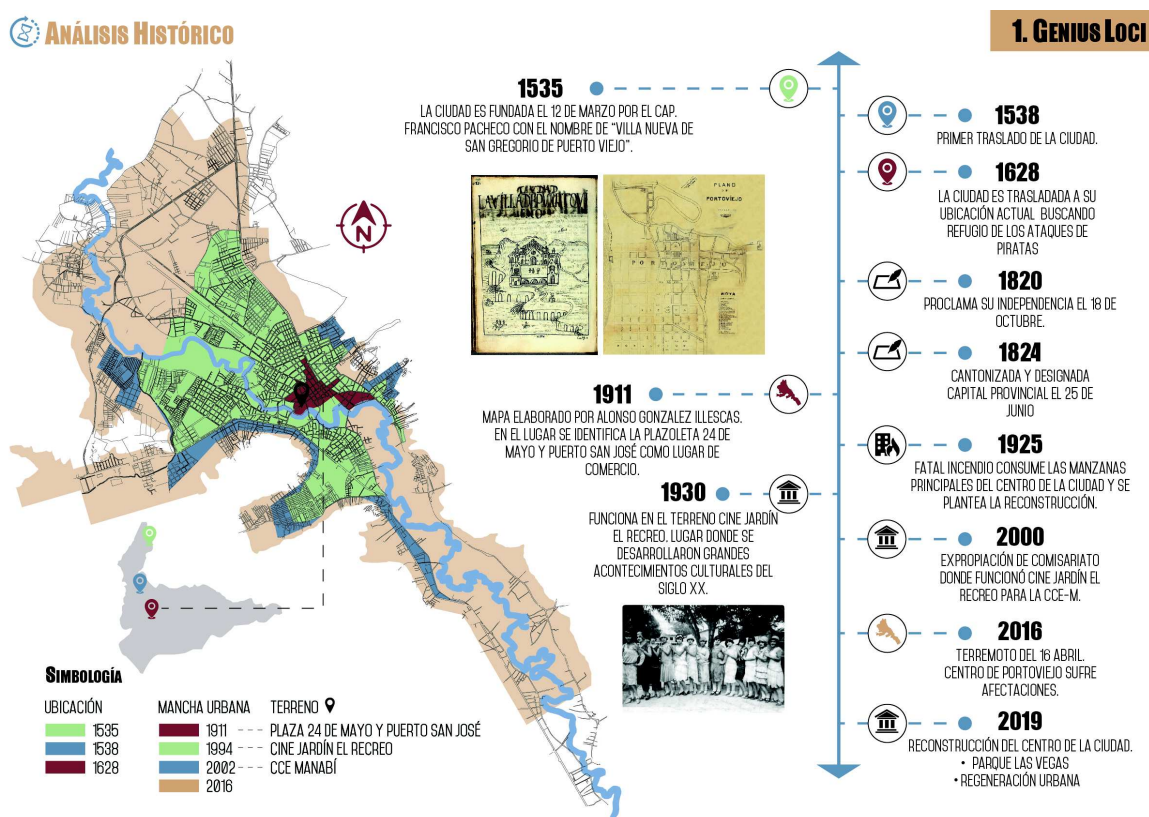 ANÁLISIS HISTÓRICO
1. GENIUS LOCI
1535
LA CIUDAD ES FUNDADA EL 12 DE MARZO POR EL CAP.
FRANCISCO PACHECO CON EL NOMBRE DE "VILLA NUEVA DE
SAN GREGORIO DE PUERTO VIEJO".
1538
PRIMER TRASLADO DE LA CIUDAD.
1628
LA CIUDAD ES TRASLADADA A SU
UBICACIÓN ACTUAL BUSCANDO
REFUGIO DE LOS ATAQUES DE
PIRATAS
PLANO
PORTOVIEJO
N
1820
PROCLAMA SU INDEPENDENCIA EL 18 DE
OCTUBRE.
1824
CANTONIZADA Y DESIGNADA
CAPITAL PROVINCIAL EL 25 DE
JUNIO
1911
MAPA ELABORADO POR ALONSO GONZALEZ ILLESCAS.
EN EL LUGAR SE IDENTIFICA LA PLAZOLETA 24 DE
MAYO Y PUERTO SAN JOSÉ COMO LUGAR DE
COMERCIO.
1925
FATAL INCENDIO CONSUME LAS MANZANAS
PRINCIPALES DEL CENTRO DE LA CIUDAD Y SE
PLANTEA LA RECONSTRUCCIÓN.
1930
FUNCIONA EN EL TERRENO CINE JARDÍN
EL RECREO. LUGAR DONDE SE
DESARROLLARON GRANDES
ACONTECIMIENTOS CULTURALES DEL
SIGLO XX.
2000
EXPROPIACIÓN DE COMISARIATO
DONDE FUNCIONÓ CINE JARDÍN EL
RECREO PARA LA CCE-M.
2016
TERREMOTO DEL 16 ABRIL.
CENTRO DE PORTOVIEJO SUFRE
AFECTACIONES.
2019
RECONSTRUCCIÓN DEL CENTRO DE LA CIUDAD.
• PARQUE LAS VEGAS
• REGENERACIÓN URBANA
SIMBOLOGÍA
UBICACIÓN
1535
1538
1628
MANCHA URBANA
1911
1994
2002
2016
TERRENO
PLAZA 24 DE MAYO Y PUERTO SAN JOSÉ
CINE JARDÍN EL RECREO
CCE MANABÍ